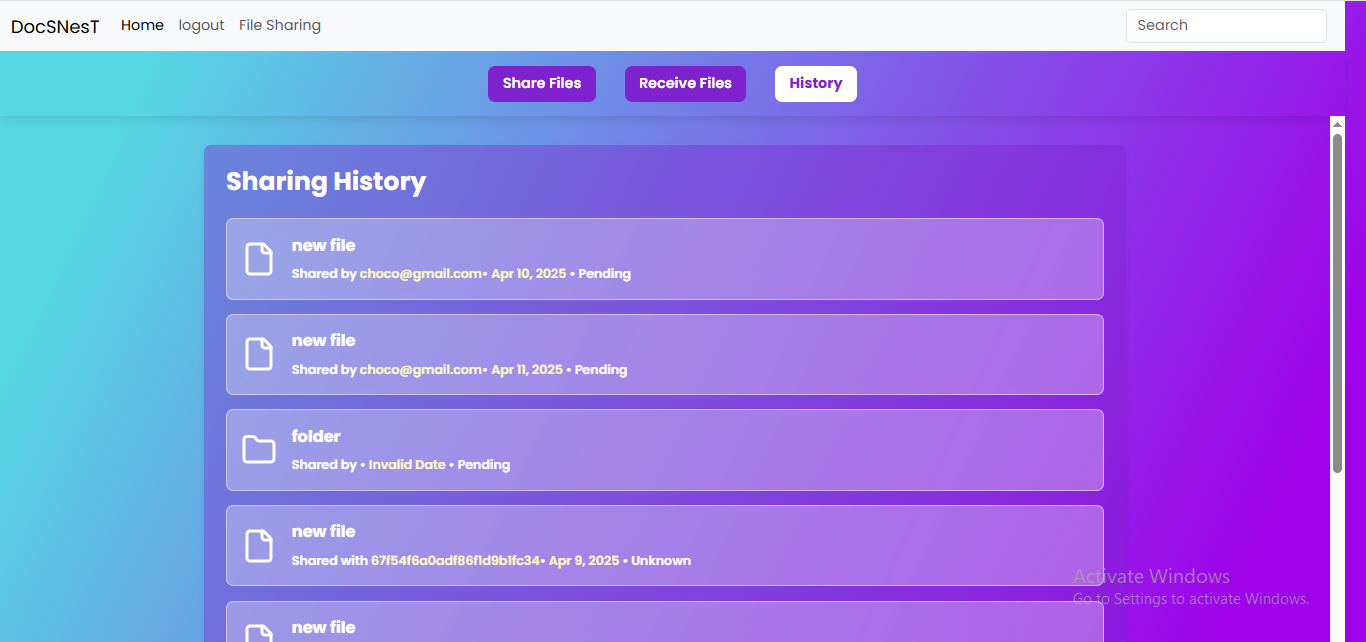 DocSNesT Home logout File Sharing Search
Share Files Receive Files History
Sharing History
new file
Shared by choco@gmail.com• Apr 10, 2025 • Pending
new file
Shared by choco@gmail.com• Apr 11, 2025 • Pending
folder
Shared by • Invalid Date • Pending
new file
Shared with 67f54f6a0adf86f1d9b1fc34• Apr 9, 2025 • Unknown
Activate Windows
Go to Settings to activate Windows.
new file